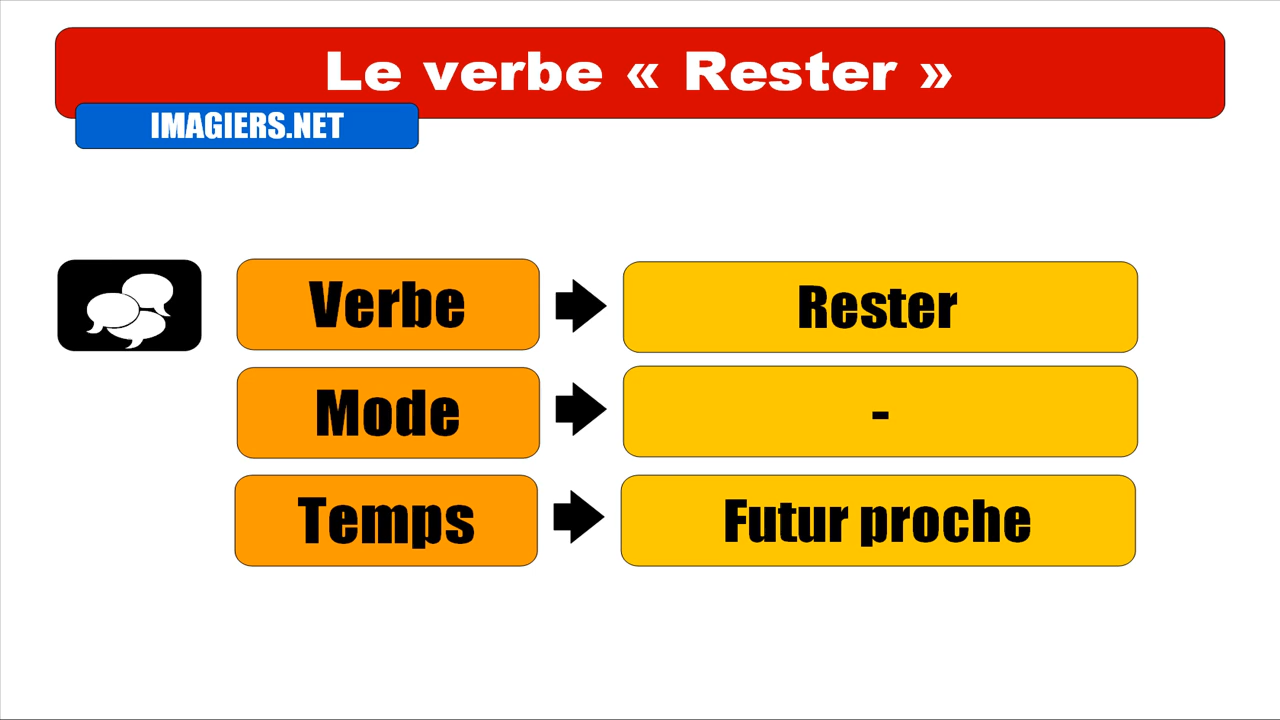 Le verbe « Rester »
IMAGIERS.NET
Verbe Rester
Mode -
Temps Futur proche